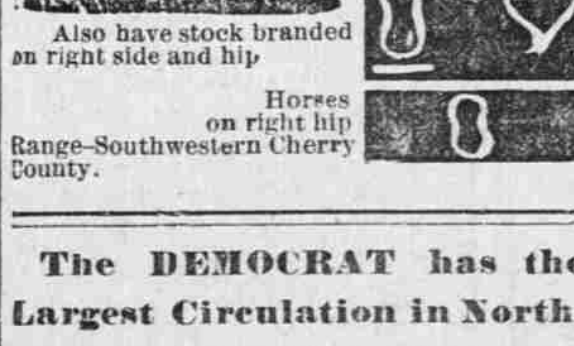 Also have stock branded
on right side and hip
Horses
on right hip
Range–Southwestern Cherry
County.
The DEMOCRAT has the
Largest Circulation in North